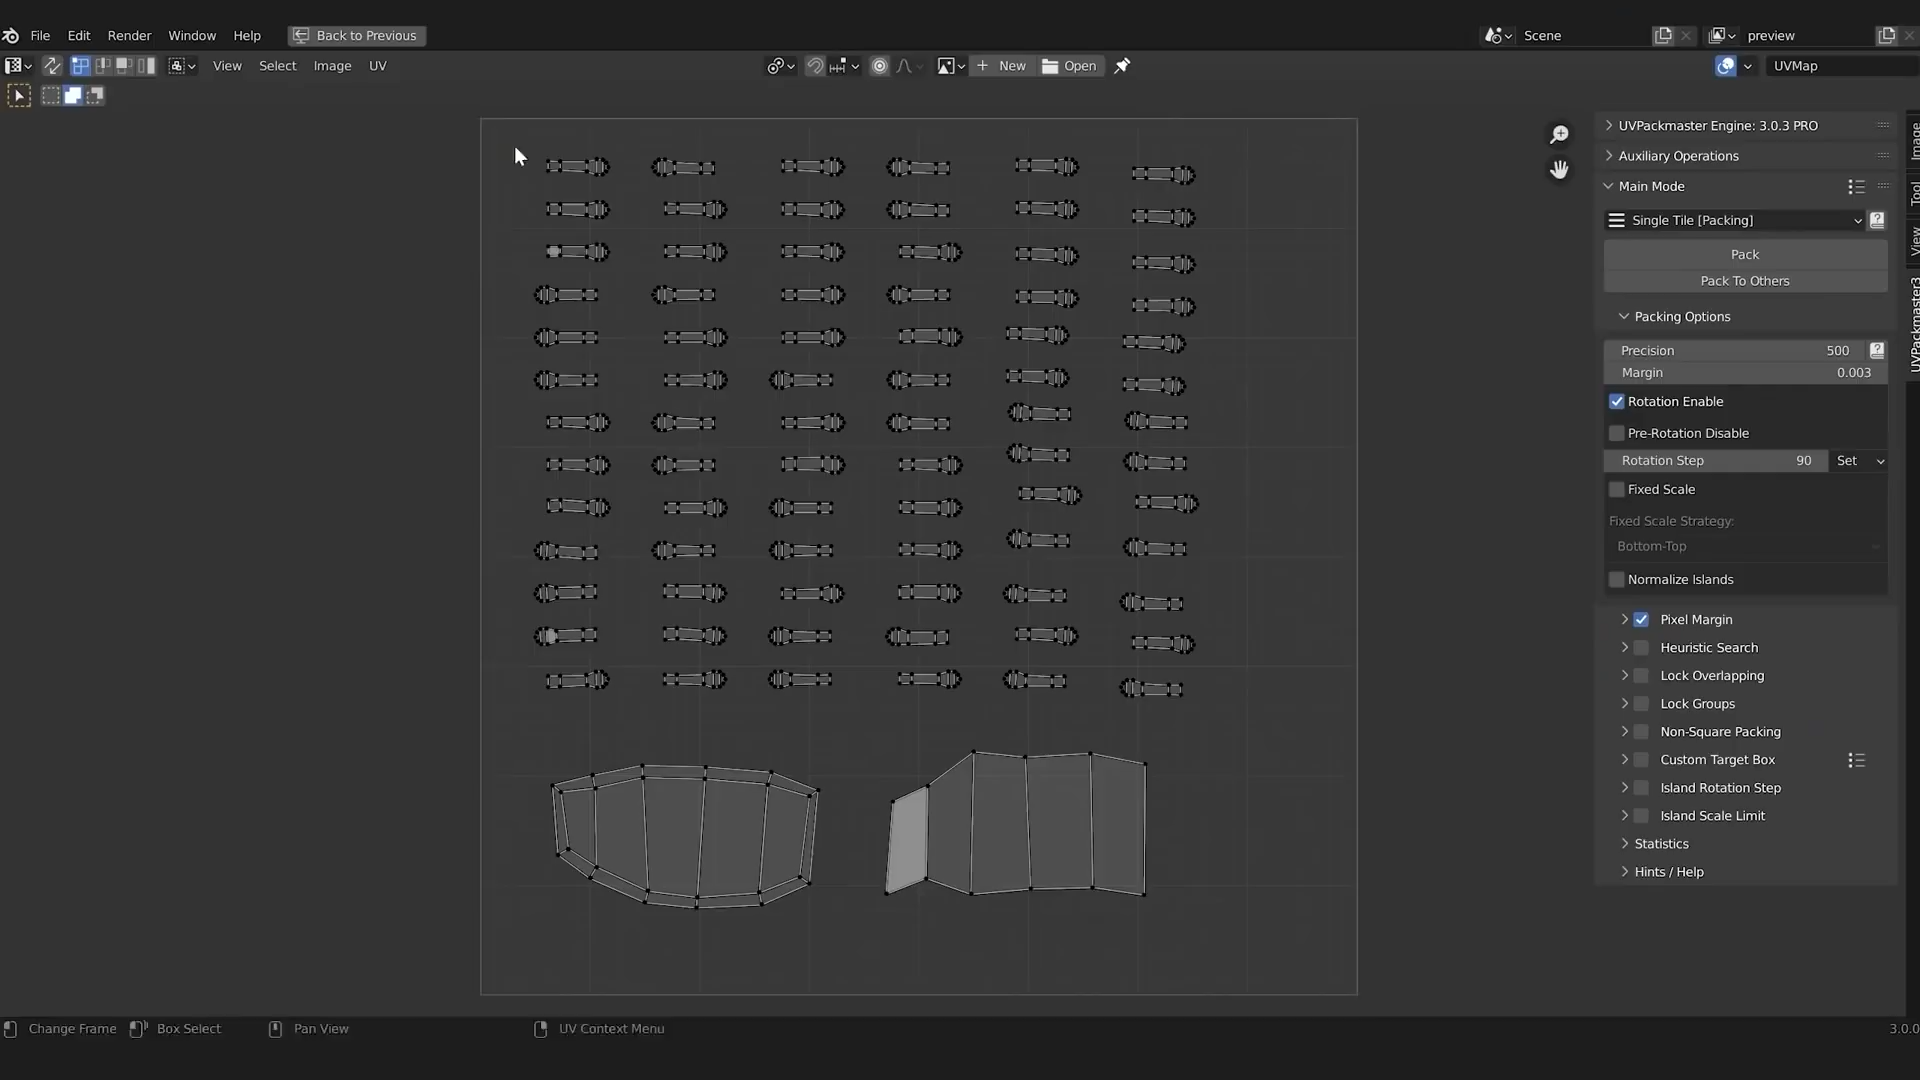 File Edit Render Window Help Back to Previous Scene preview
View Select Image UV New Open UVMap
UVPackmaster Engine: 3.0.3 PRO
Auxiliary Operations
Main Mode
Single Tile [Packing]
Pack
Pack To Others
Packing Options
Precision 500
Margin 0.003
Rotation Enable
Pre-Rotation Disable
Rotation Step 90 Set
Fixed Scale
Fixed Scale Strategy:
Bottom-Top
Normalize Islands
Pixel Margin
Heuristic Search
Lock Overlapping
Lock Groups
Non-Square Packing
Custom Target Box
Island Rotation Step
Island Scale Limit
Statistics
Hints / Help
Image
Tool
View
UVPackmaster3
Change Frame Box Select Pan View UV Context Menu 3.0.0